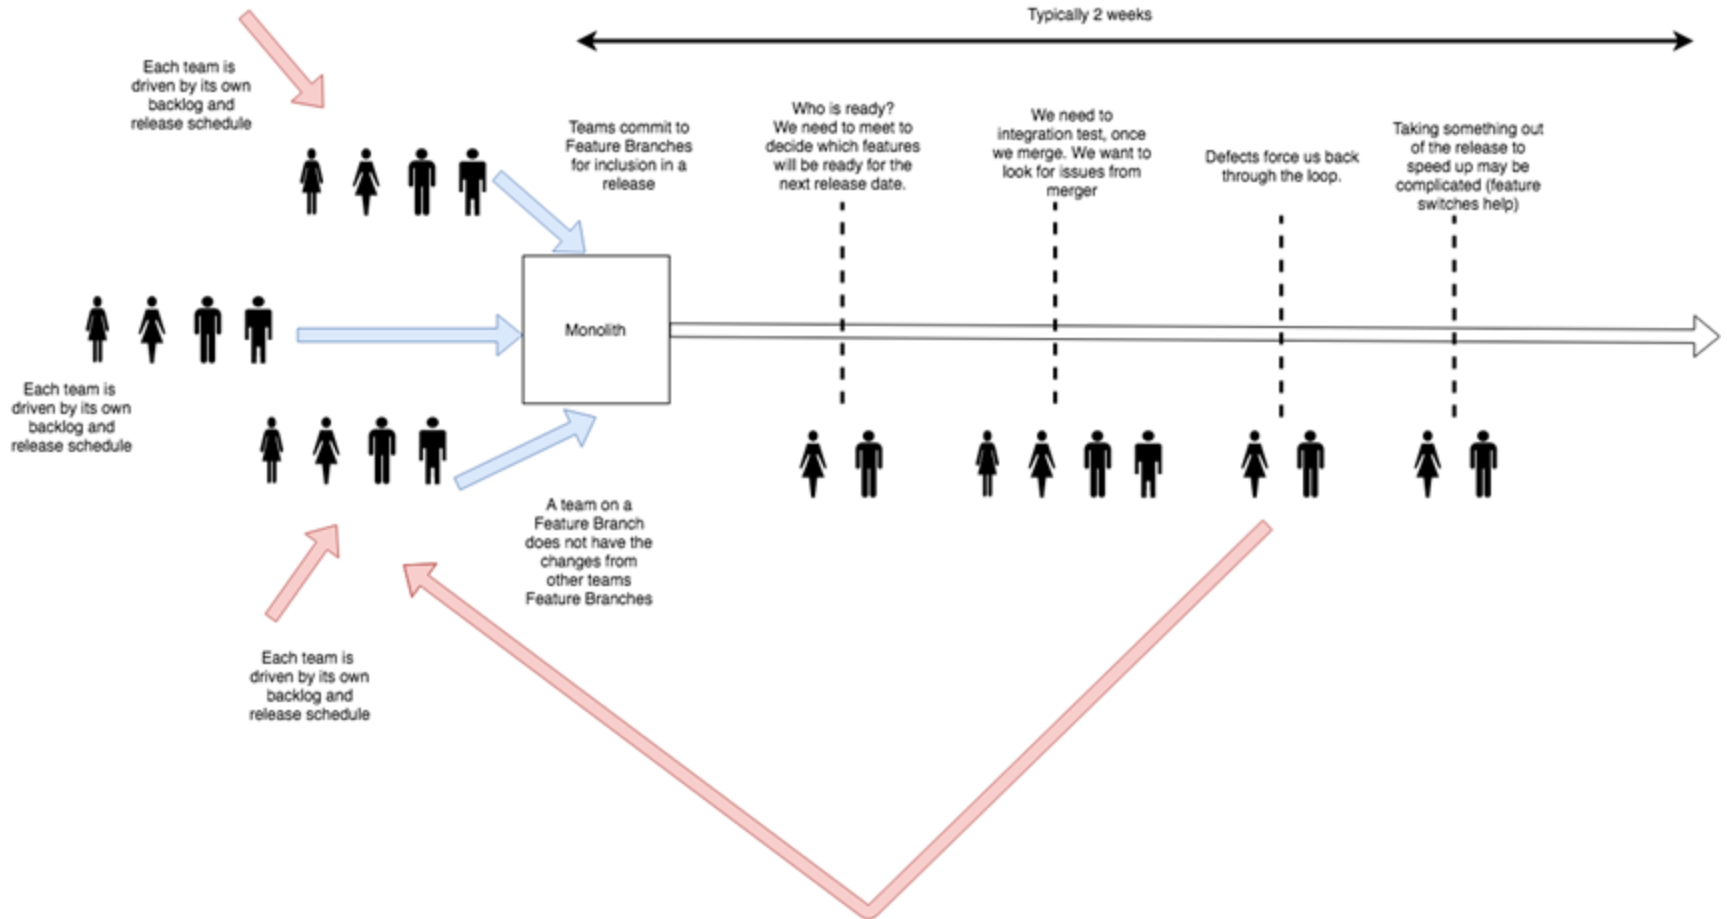 Typically 2 weeks
Each team is
driven by its own
backlog and
release schedule
Teams commit to
Feature Branches
for inclusion in a
release
Who is ready?
We need to meet to
decide which features
will be ready for the
next release date.
We need to
integration test, once
we merge. We want to
look for issues from
merger
Defects force us back
through the loop.
Taking something out
of the release to
speed up may be
complicated (feature
switches help)
Monolith
Each team is
driven by its own
backlog and
release schedule
A team on a
Feature Branch
does not have the
changes from
other teams
Feature Branches
Each team is
driven by its own
backlog and
release schedule